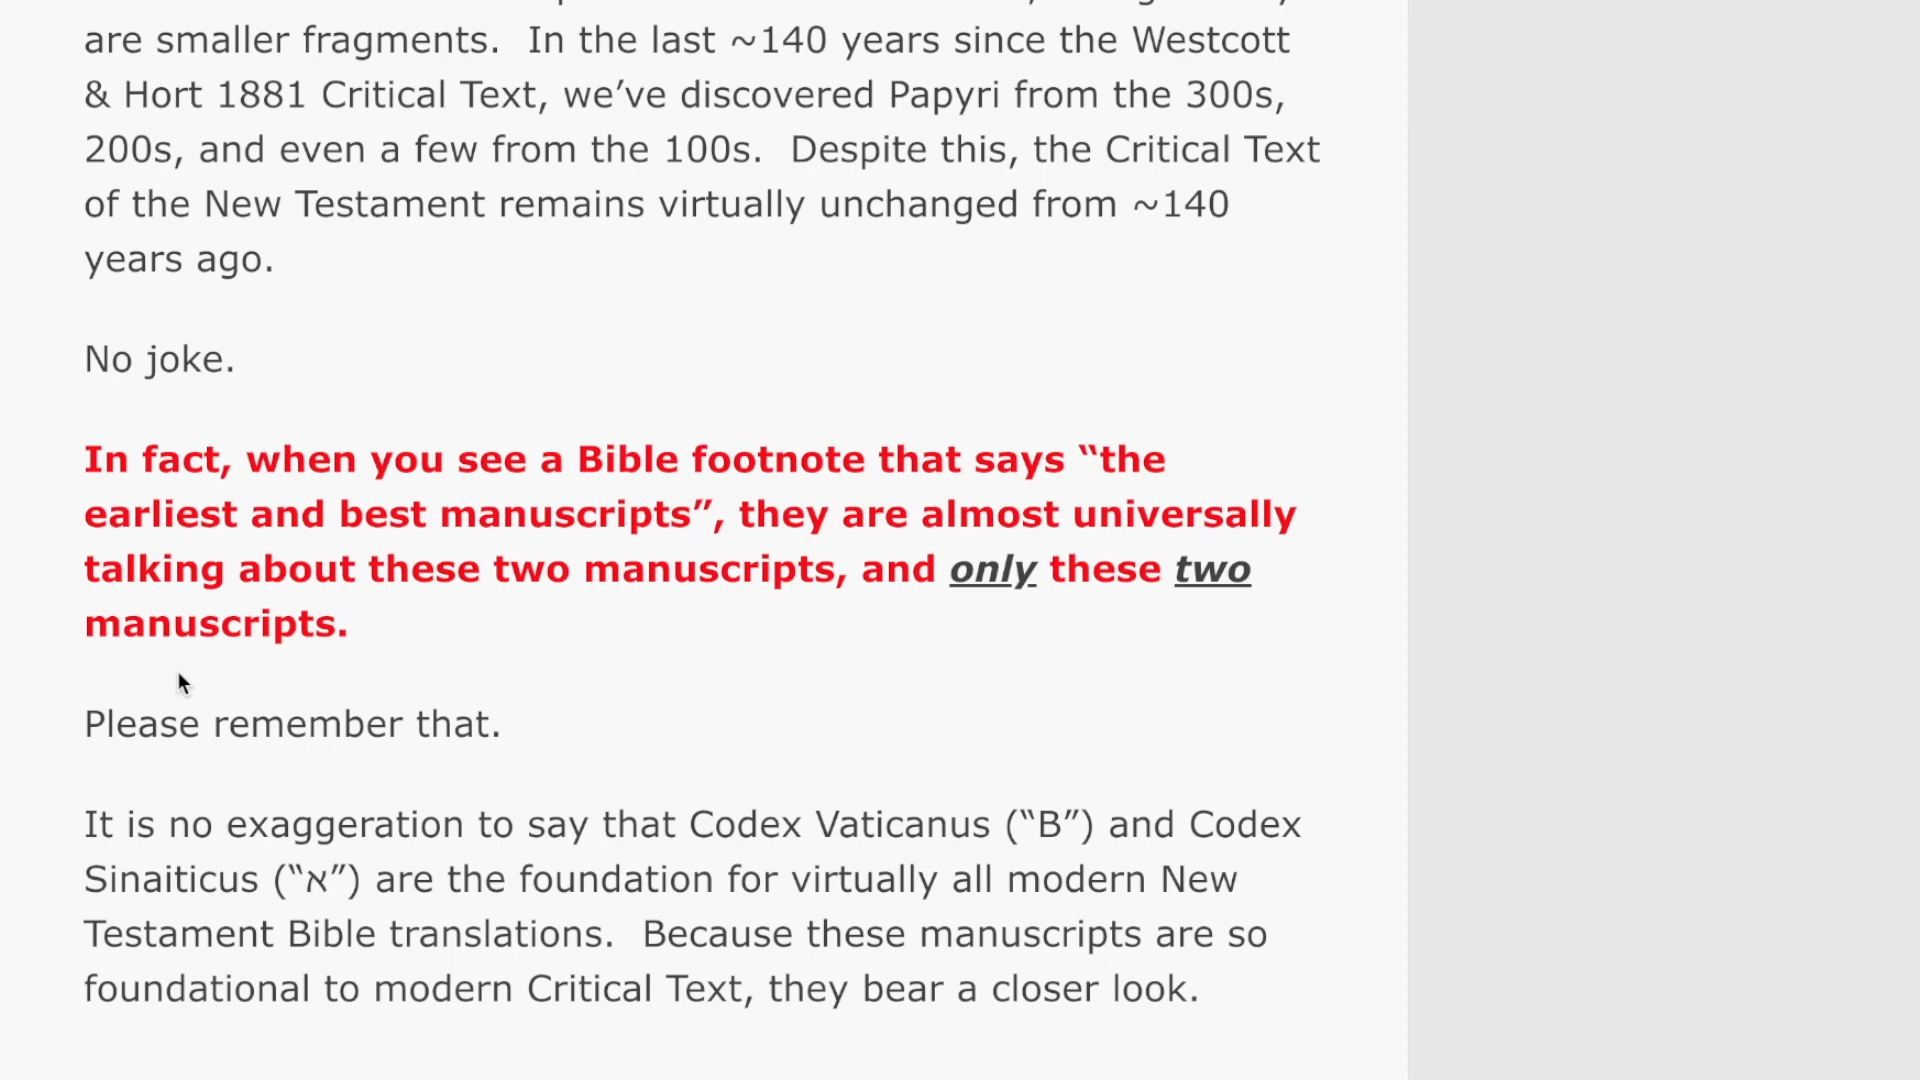 are smaller fragments. In the last ~140 years since the Westcott
& Hort 1881 Critical Text, we’ve discovered Papyri from the 300s,
200s, and even a few from the 100s. Despite this, the Critical Text
of the New Testament remains virtually unchanged from ~140
years ago.
No joke.
In fact, when you see a Bible footnote that says “the
earliest and best manuscripts”, they are almost universally
talking about these two manuscripts, and only these two
manuscripts.
Please remember that.
It is no exaggeration to say that Codex Vaticanus (“B”) and Codex
Sinaiticus (“א”) are the foundation for virtually all modern New
Testament Bible translations. Because these manuscripts are so
foundational to modern Critical Text, they bear a closer look.